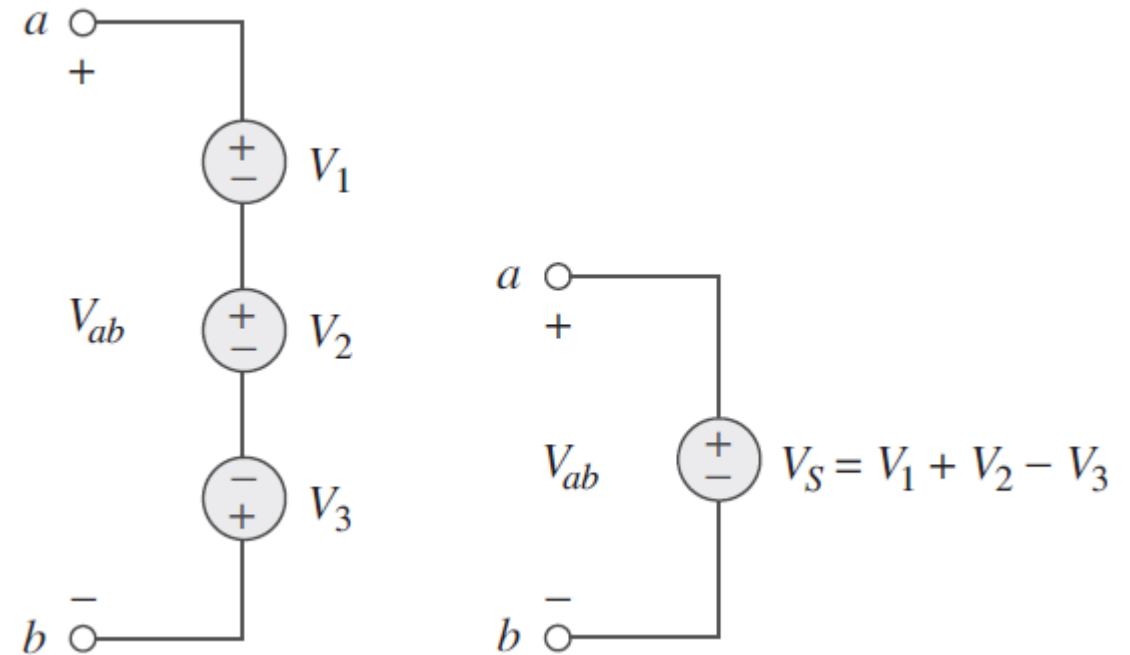 a
+
+
−
V₁
V_ab
+
−
V₂
−
+
V₃
−
b
a
+
V_ab
+
−
V_S = V₁ + V₂ − V₃
−
b